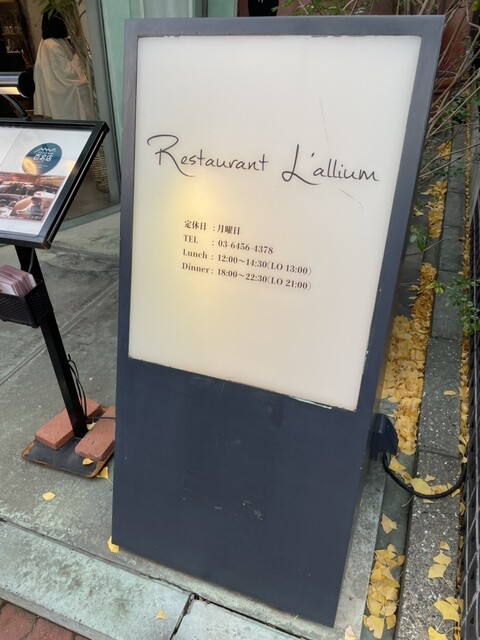 Restaurant L'allium
定休日 : 月曜日
TEL : 03-6456-4378
Lunch : 12:00〜14:30(LO 13:00)
Dinner : 18:00〜22:30(LO 21:00)